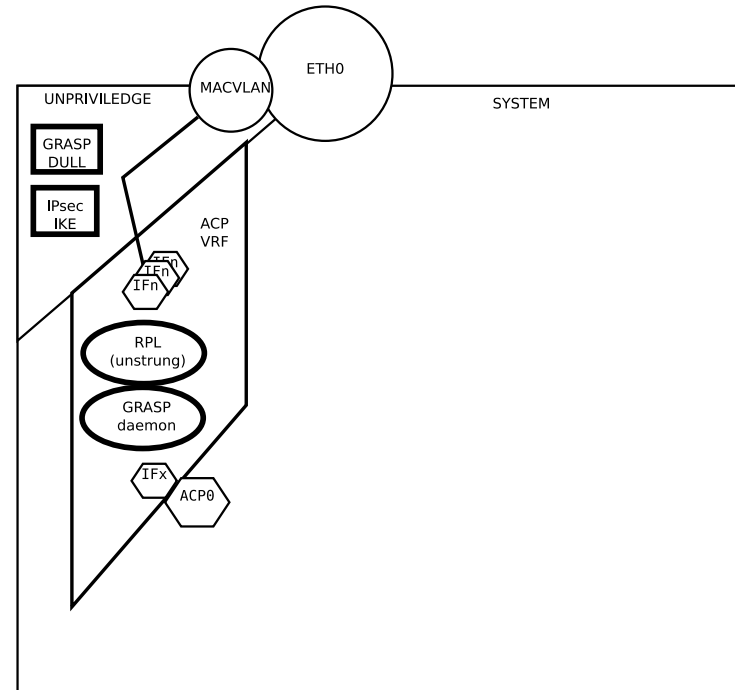 ETH0
MACVLAN
UNPRIVILEDGE
SYSTEM
GRASP
DULL
IPsec
IKE
ACP
VRF
IFn
IFn
IFn
RPL
(unstrung)
GRASP
daemon
IFx
ACP0